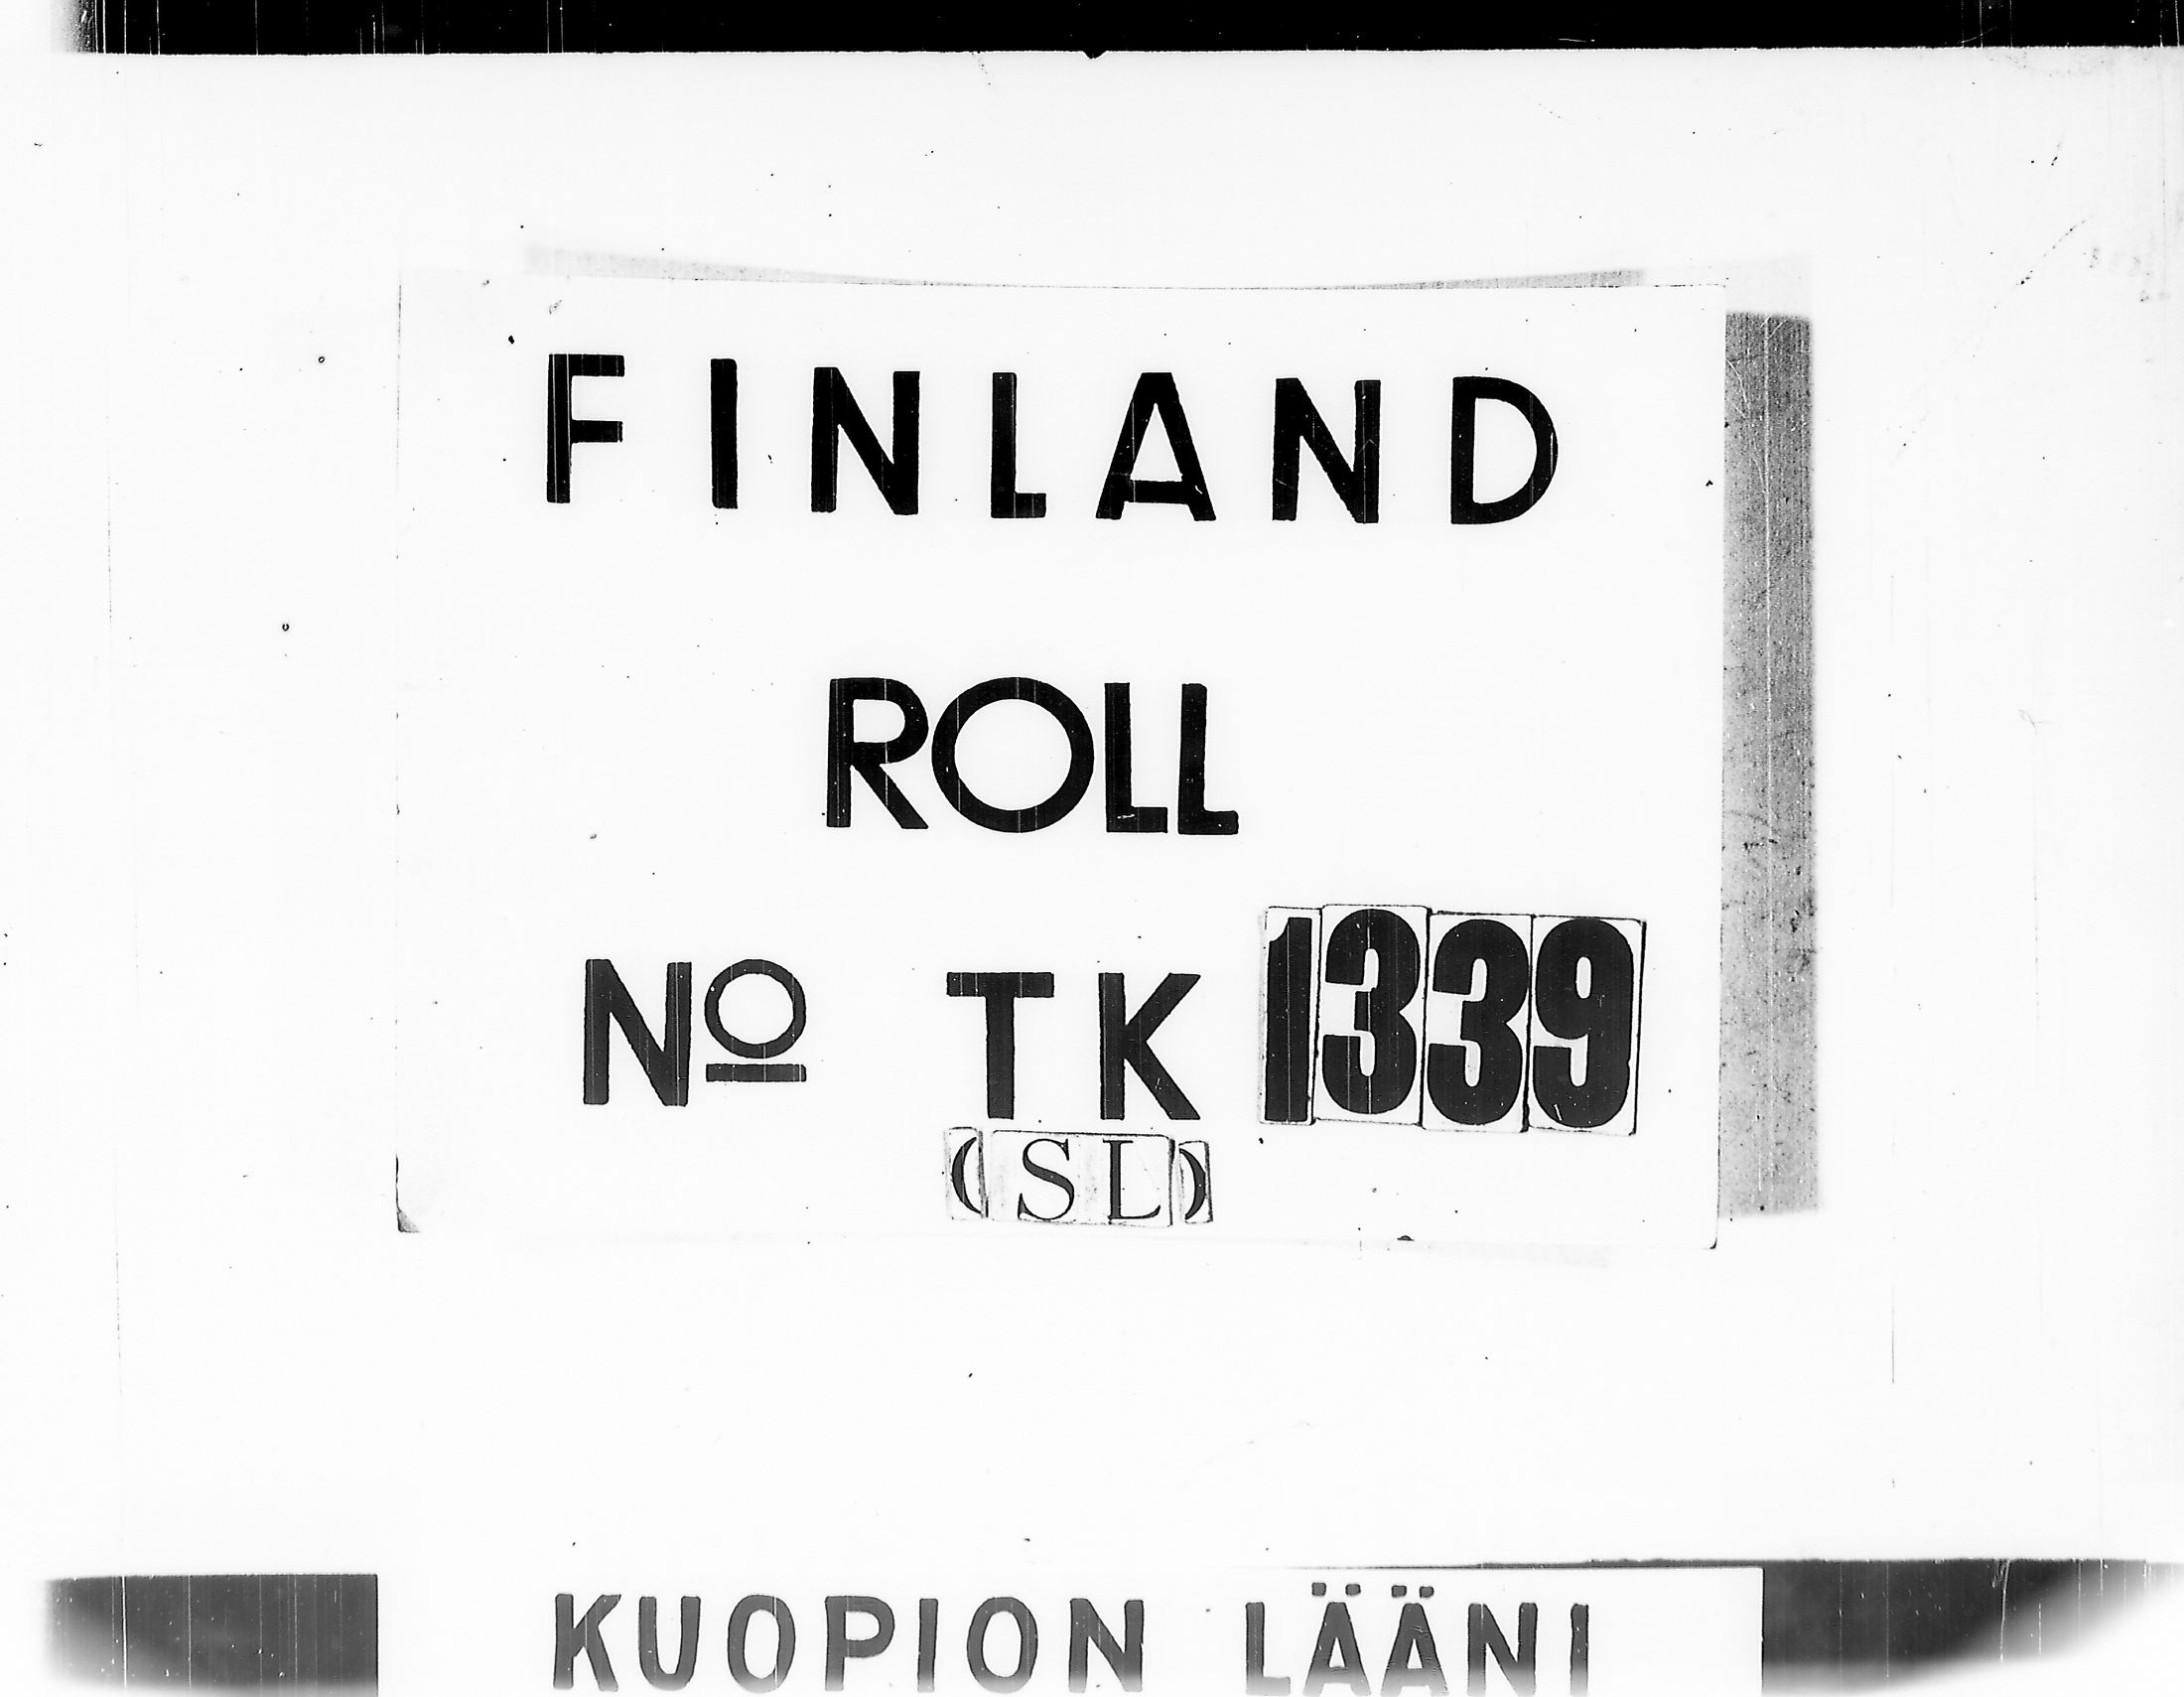 FINLAND
ROLL
Nº TK 1339
(SL)
KUOPION LÄÄNI